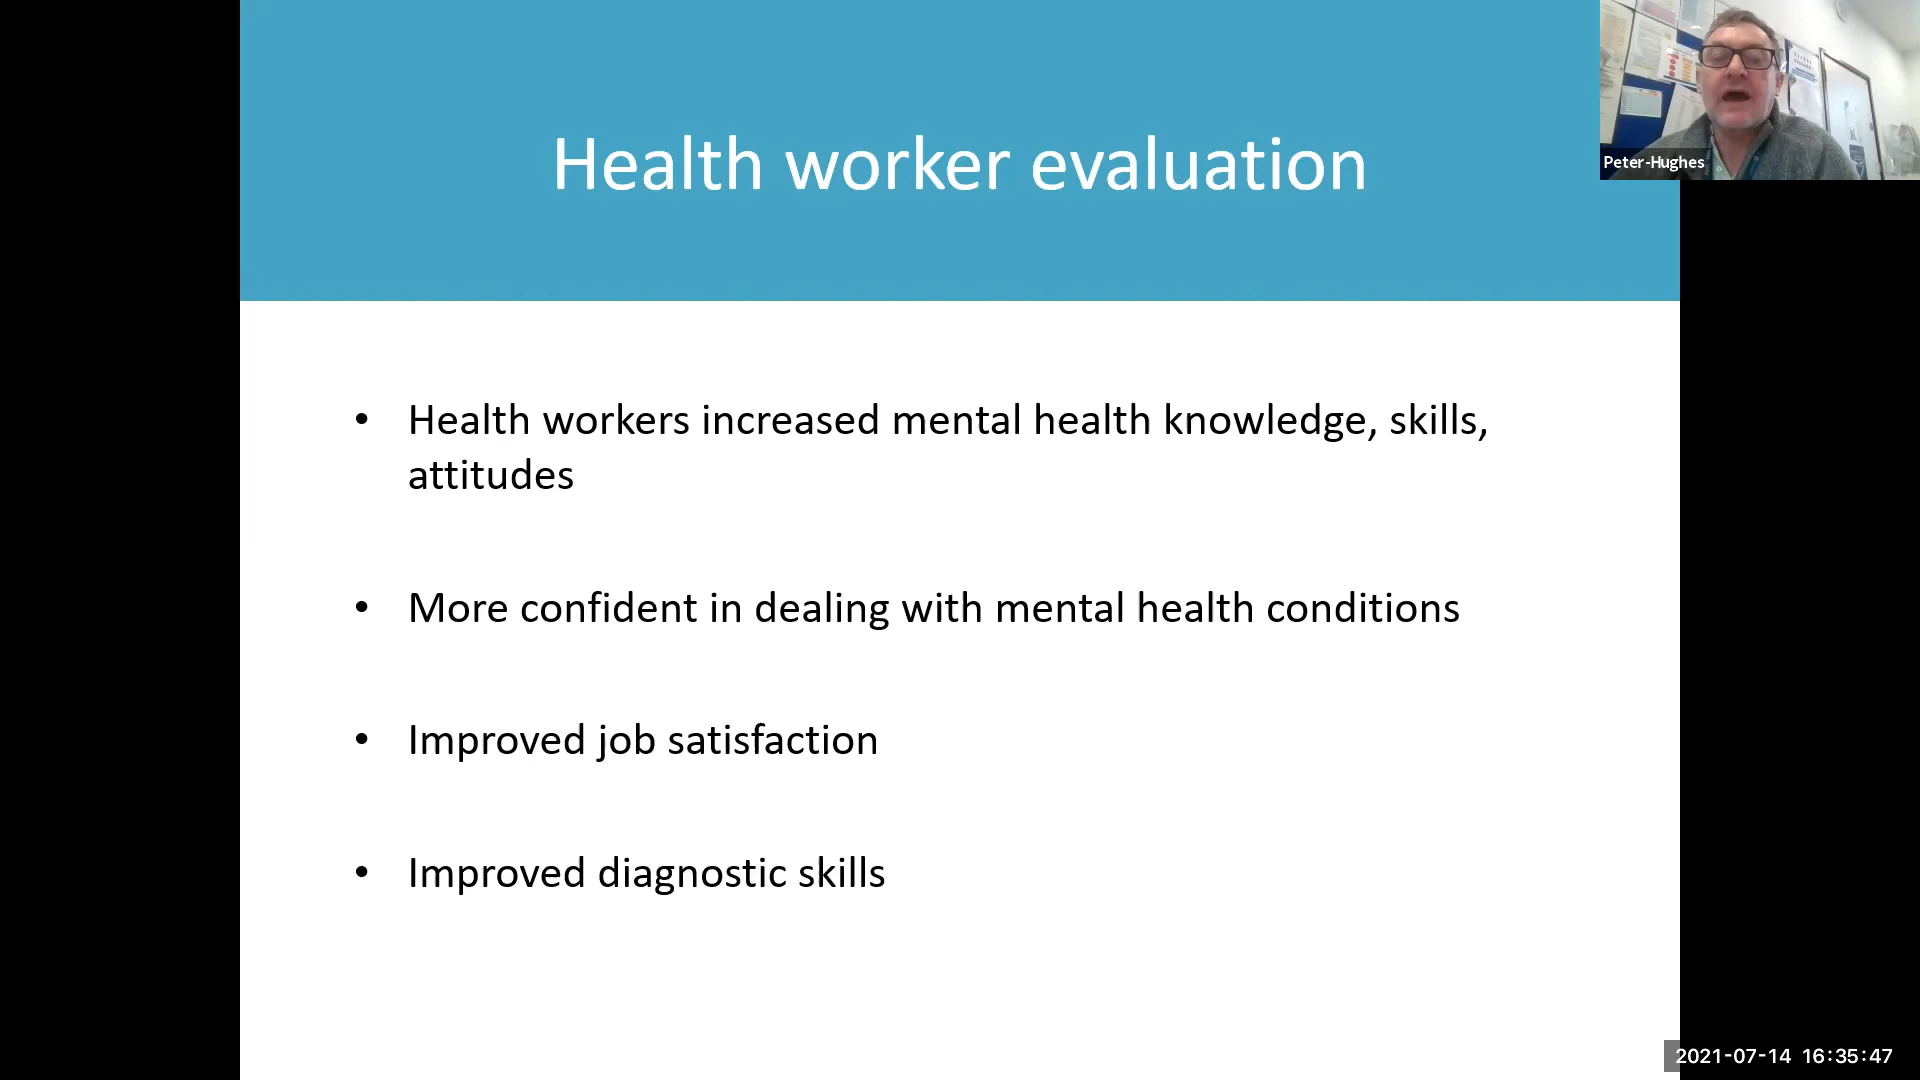 Health worker evaluation
Peter-Hughes
• Health workers increased mental health knowledge, skills,
attitudes
• More confident in dealing with mental health conditions
• Improved job satisfaction
• Improved diagnostic skills
2021-07-14 16:35:47